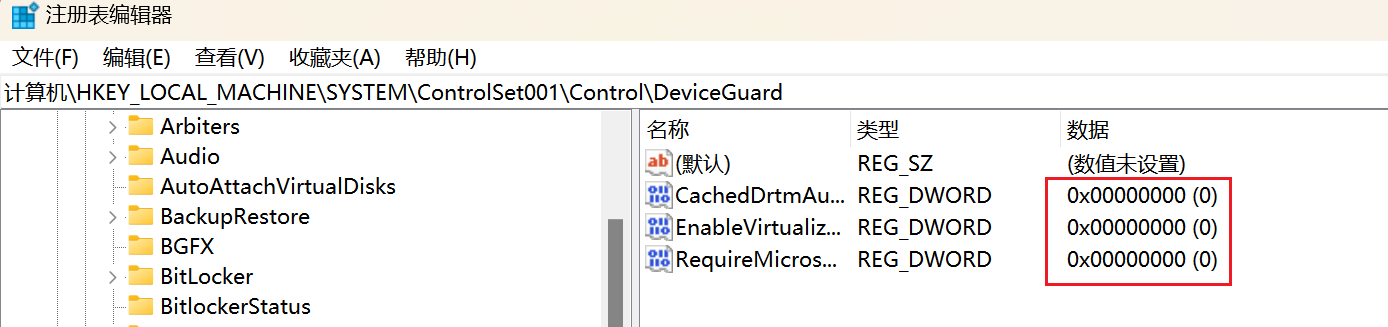 注册表编辑器
文件(F) 编辑(E) 查看(V) 收藏夹(A) 帮助(H)
计算机\HKEY_LOCAL_MACHINE\SYSTEM\ControlSet001\Control\DeviceGuard
Arbiters
Audio
AutoAttachVirtualDisks
BackupRestore
BGFX
BitLocker
BitlockerStatus
名称 类型 数据
(默认) REG_SZ (数值未设置)
CachedDrtmAu... REG_DWORD 0x00000000 (0)
EnableVirtualiz... REG_DWORD 0x00000000 (0)
RequireMicros... REG_DWORD 0x00000000 (0)